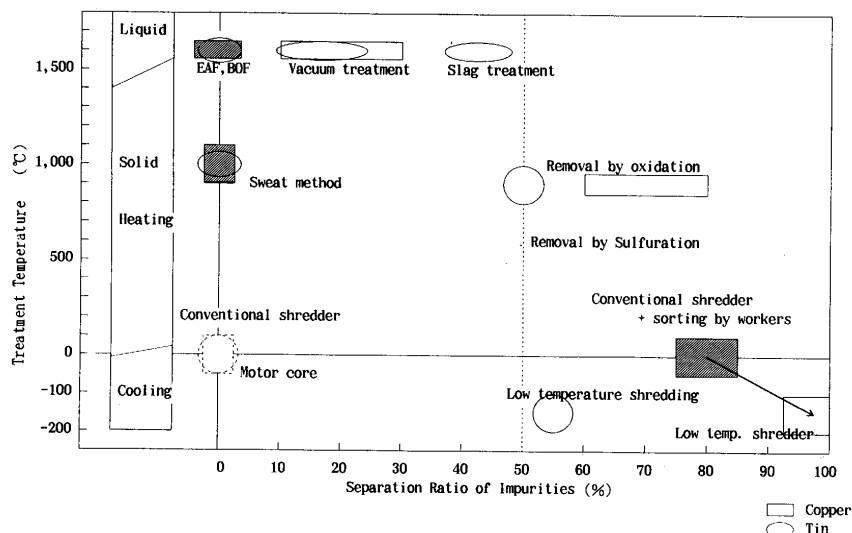 Liquid
1,500
EAF,BOF
Vacuum treatment
Slag treatment
Treatment Temperature (℃)
1,000
Solid
Sweat method
Removal by oxidation
Heating
500
Removal by Sulfuration
Conventional shredder
Conventional shredder
+ sorting by workers
0
Motor core
-100
Cooling
Low temperature shredding
-200
Low temp. shredder
0
10
20
30
40
50
60
70
80
90
100
Separation Ratio of Impurities (%)
Copper
Tin